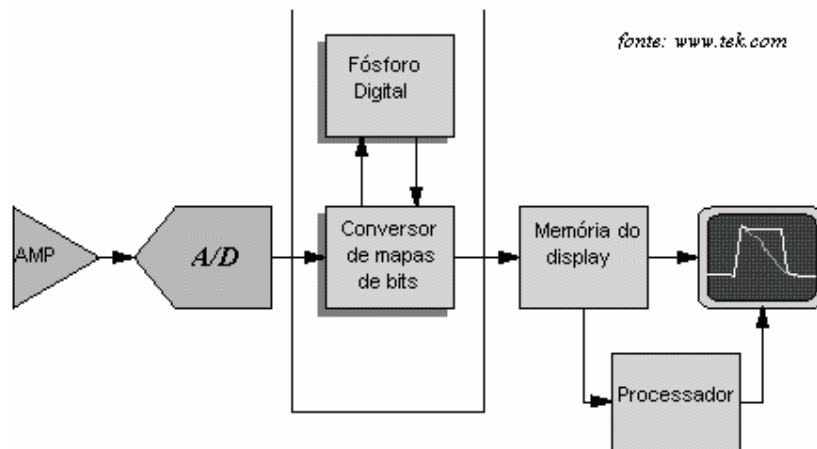 fonte: www.tek.com
Fósforo
Digital
AMP
A/D
Conversor
de mapas
de bits
Memória do
display
Processador